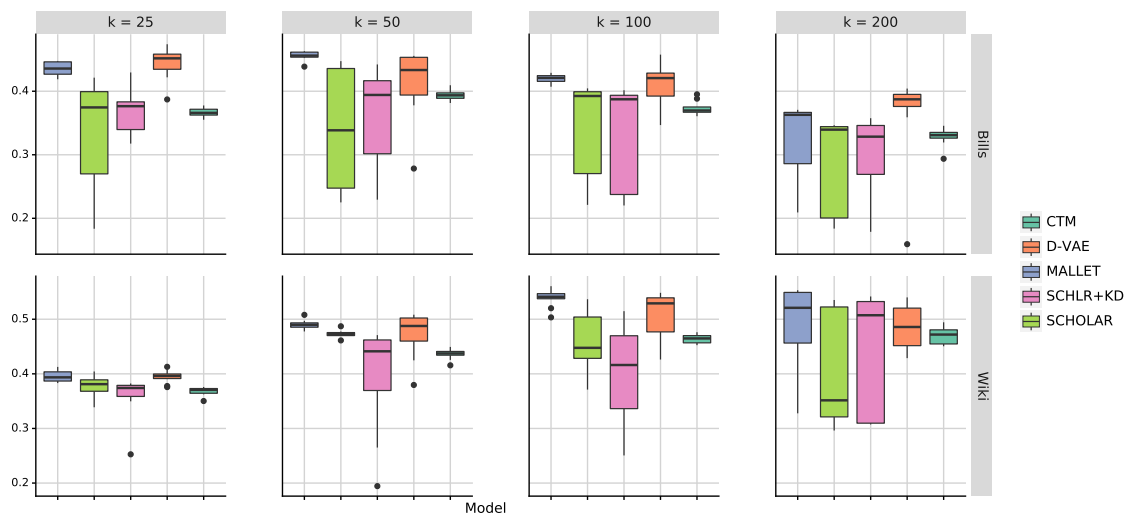 k = 25
k = 50
k = 100
k = 200
0.4
0.3
0.2
Bills
0.5
0.4
0.3
0.2
Wiki
Model
CTM
D-VAE
MALLET
SCHLR+KD
SCHOLAR